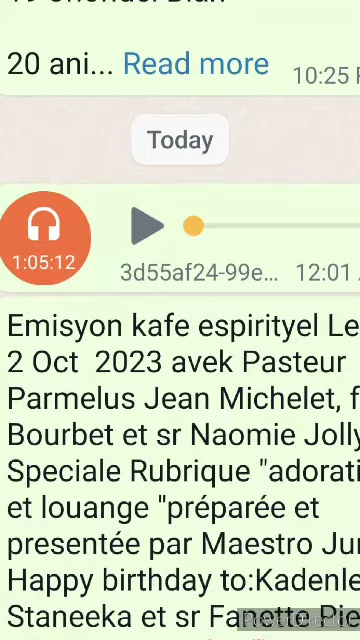 20 ani... Read more
10:25
Today
1:05:12
3d55af24-99e... 12:01
Emisyon kafe espirityel Le
2 Oct 2023 avek Pasteur
Parmelus Jean Michelet, f
Bourbet et sr Naomie Jolly
Speciale Rubrique "adorati
et louange "préparée et
presentée par Maestro Ju
Happy birthday to:Kadenle
Staneeka et sr Fanette Pie
PowerDirector